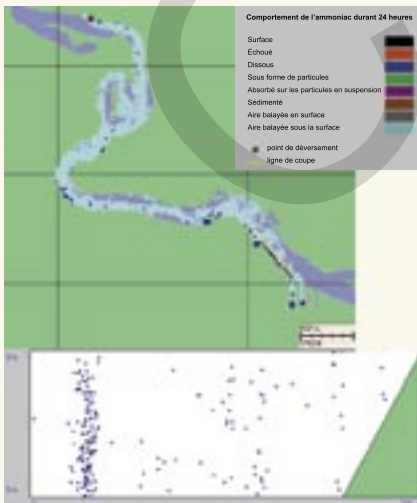 Comportement de l'ammoniac durant 24 heures
Surface
Échoué
Dissous
Sous forme de particules
Absorbé sur les particules en suspension
Sédimenté
Aire balayée en surface
Aire balayée sous la surface
point de déversement
ligne de coupe